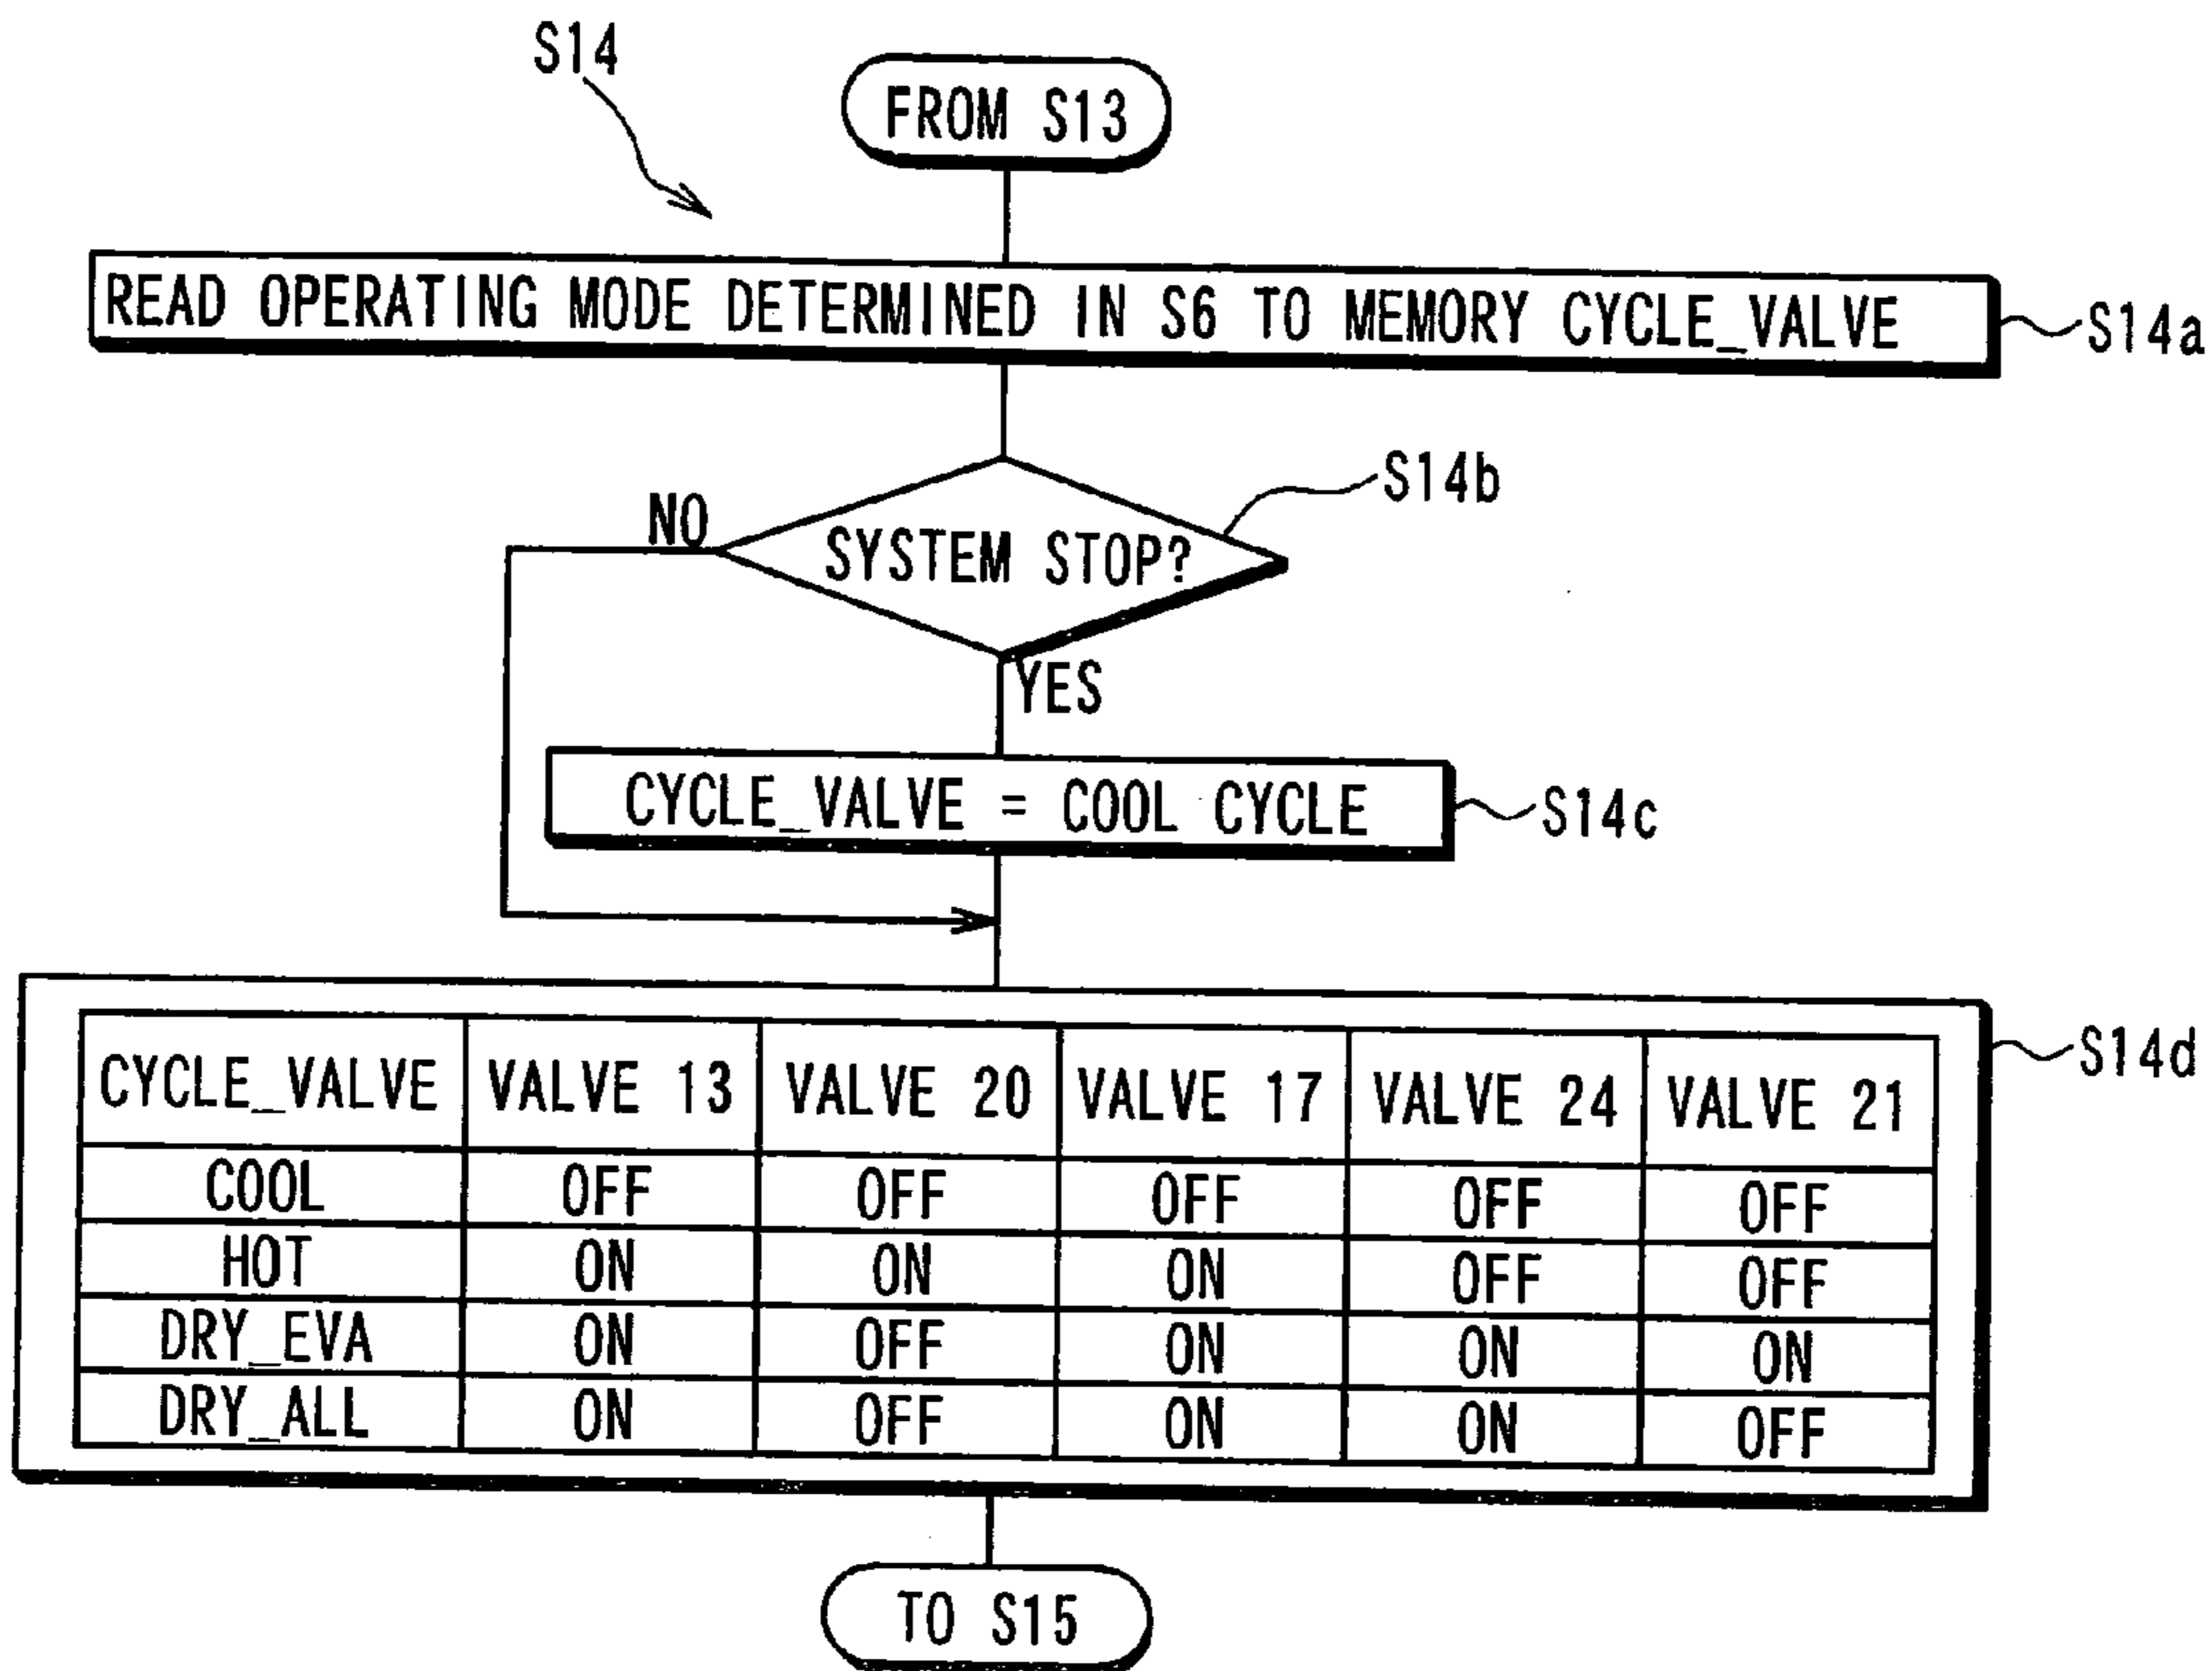 S14
FROM S13
READ OPERATING MODE DETERMINED IN S6 TO MEMORY CYCLE_VALVE
S14a
S14b
NO
SYSTEM STOP?
YES
CYCLE_VALVE = COOL CYCLE
S14c
S14d
CYCLE_VALVE VALVE 13 VALVE 20 VALVE 17 VALVE 24 VALVE 21
COOL OFF OFF OFF OFF OFF
HOT ON ON ON OFF OFF
DRY_EVA ON OFF ON ON ON
DRY_ALL ON OFF ON ON OFF
TO S15